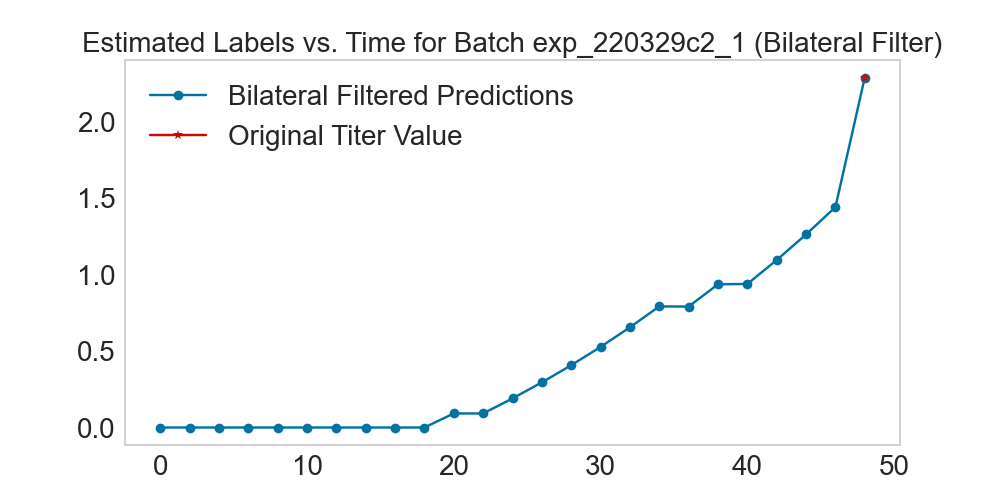 Estimated Labels vs. Time for Batch exp_220329c2_1 (Bilateral Filter)
Bilateral Filtered Predictions
Original Titer Value
2.0
1.5
1.0
0.5
0.0
0 10 20 30 40 50